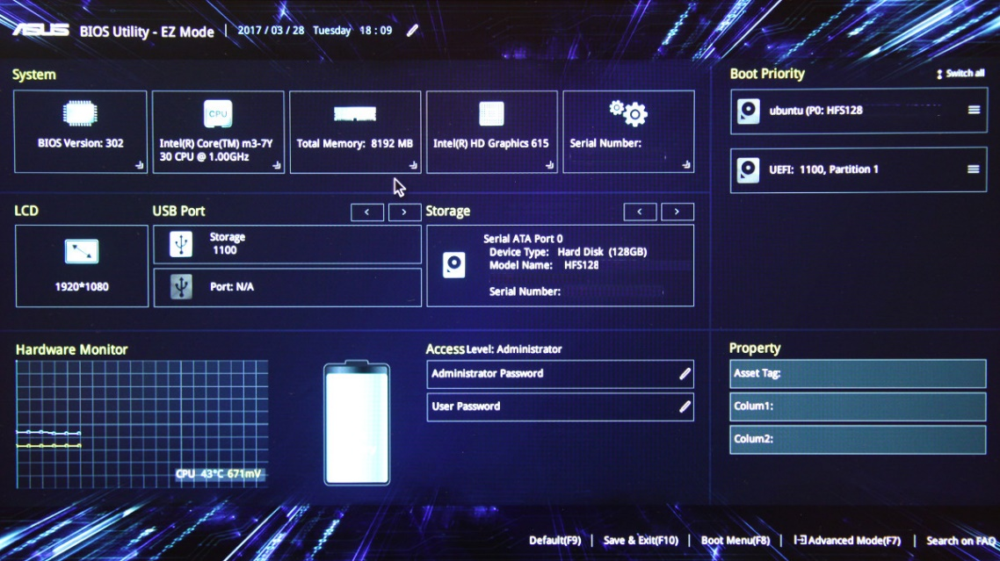 ASUS BIOS Utility - EZ Mode 2017 / 03 / 28 Tuesday 18 : 09
System
BIOS Version: 302
Intel(R) Core(TM) m3-7Y
30 CPU @ 1.00GHz
Total Memory: 8192 MB
Intel(R) HD Graphics 615
Serial Number:
Boot Priority
Switch all
ubuntu (P0: HFS128
UEFI: 1100, Partition 1
LCD
1920*1080
USB Port
< >
Storage
1100
Port: N/A
Storage
< >
Serial ATA Port 0
Device Type: Hard Disk (128GB)
Model Name: HFS128
Serial Number:
Hardware Monitor
CPU 43°C 671mV
Access Level: Administrator
Administrator Password
User Password
Property
Asset Tag:
Colum1:
Colum2:
Default(F9) | Save & Exit(F10) | Boot Menu(F8) | Advanced Mode(F7) | Search on FAQ